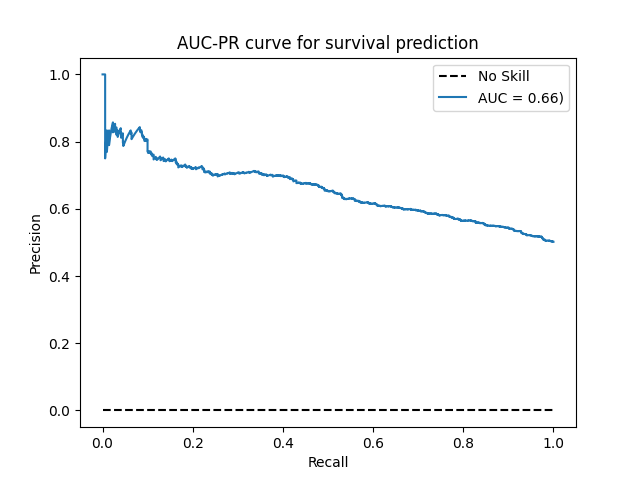 AUC-PR curve for survival prediction
No Skill
AUC = 0.66)
1.0
0.8
0.6
0.4
0.2
0.0
Precision
0.0 0.2 0.4 0.6 0.8 1.0
Recall